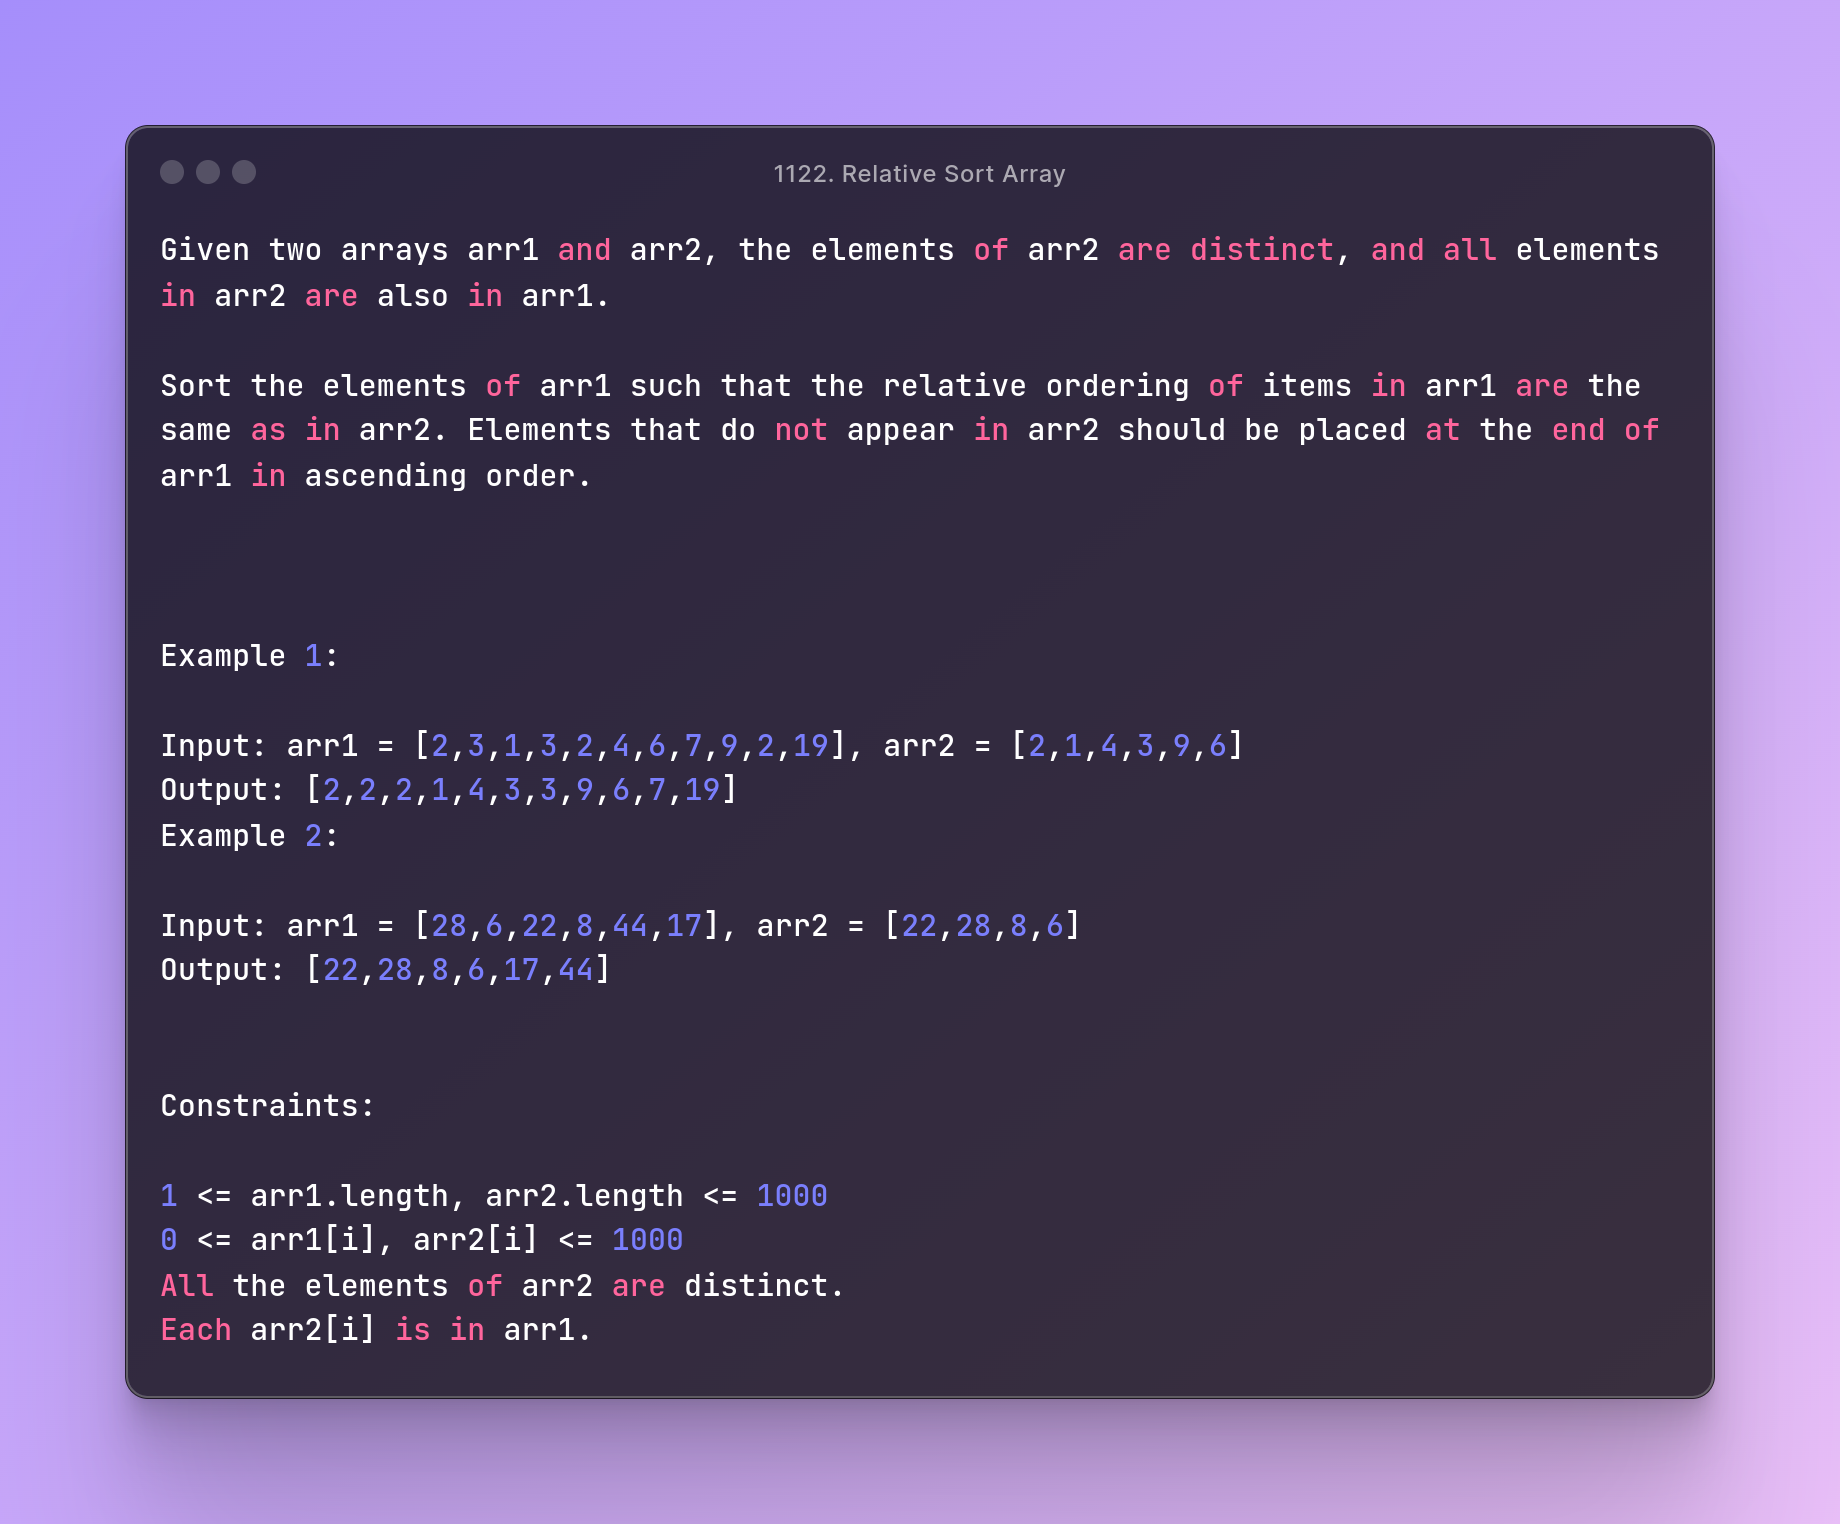 1122. Relative Sort Array
Given two arrays arr1 and arr2, the elements of arr2 are distinct, and all elements
in arr2 are also in arr1.
Sort the elements of arr1 such that the relative ordering of items in arr1 are the
same as in arr2. Elements that do not appear in arr2 should be placed at the end of
arr1 in ascending order.
Example 1:
Input: arr1 = [2,3,1,3,2,4,6,7,9,2,19], arr2 = [2,1,4,3,9,6]
Output: [2,2,2,1,4,3,3,9,6,7,19]
Example 2:
Input: arr1 = [28,6,22,8,44,17], arr2 = [22,28,8,6]
Output: [22,28,8,6,17,44]
Constraints:
1 <= arr1.length, arr2.length <= 1000
0 <= arr1[i], arr2[i] <= 1000
All the elements of arr2 are distinct.
Each arr2[i] is in arr1.